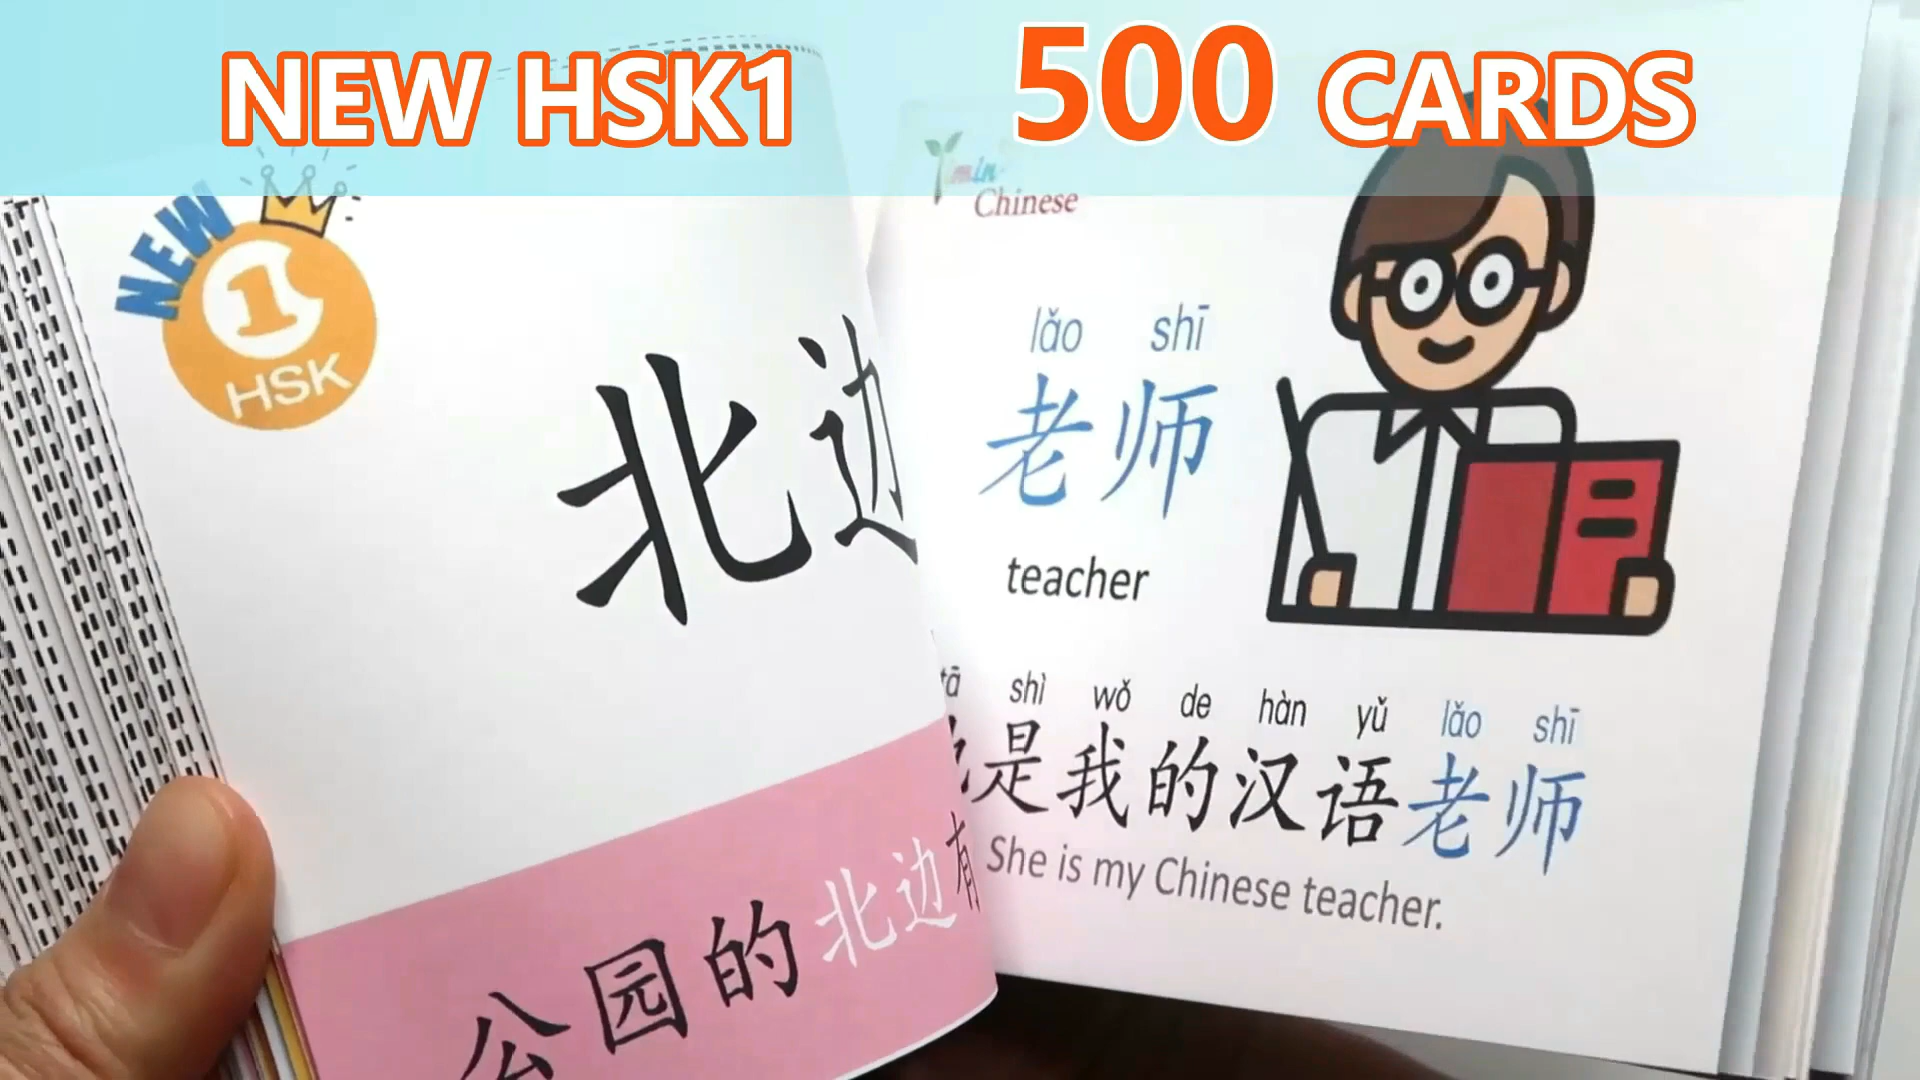 NEW HSK1 500 CARDS
NEW
1
HSK
北边
公园的北边有
Chinese
lǎo shī
老师
teacher
tā shì wǒ de hàn yǔ lǎo shī
是我的汉语老师
She is my Chinese teacher.